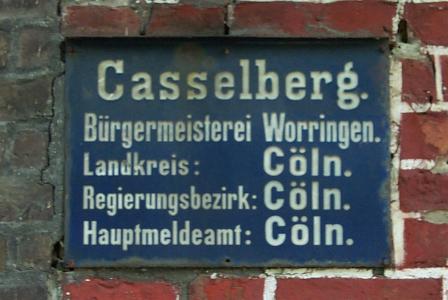 Casselberg.
Bürgermeisterei Worringen.
Landkreis: Cöln.
Regierungsbezirk: Cöln.
Hauptmeldeamt: Cöln.